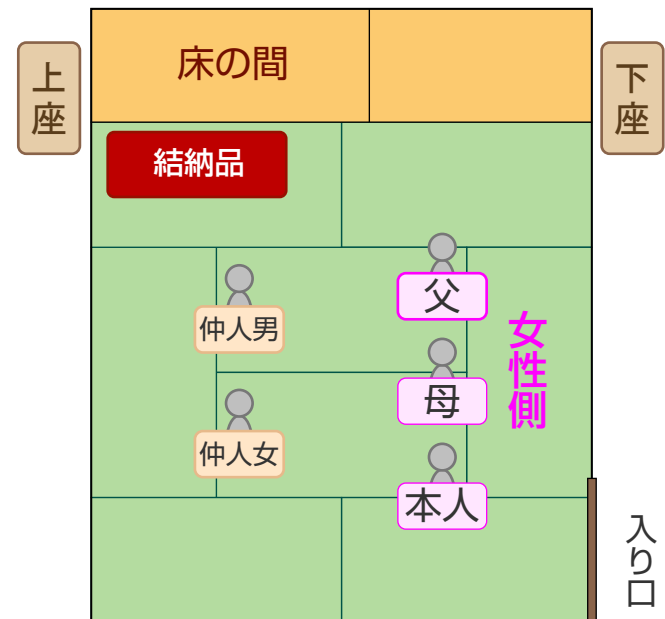 上座
床の間
下座
結納品
父
仲人男
女性側
母
仲人女
本人
入り口